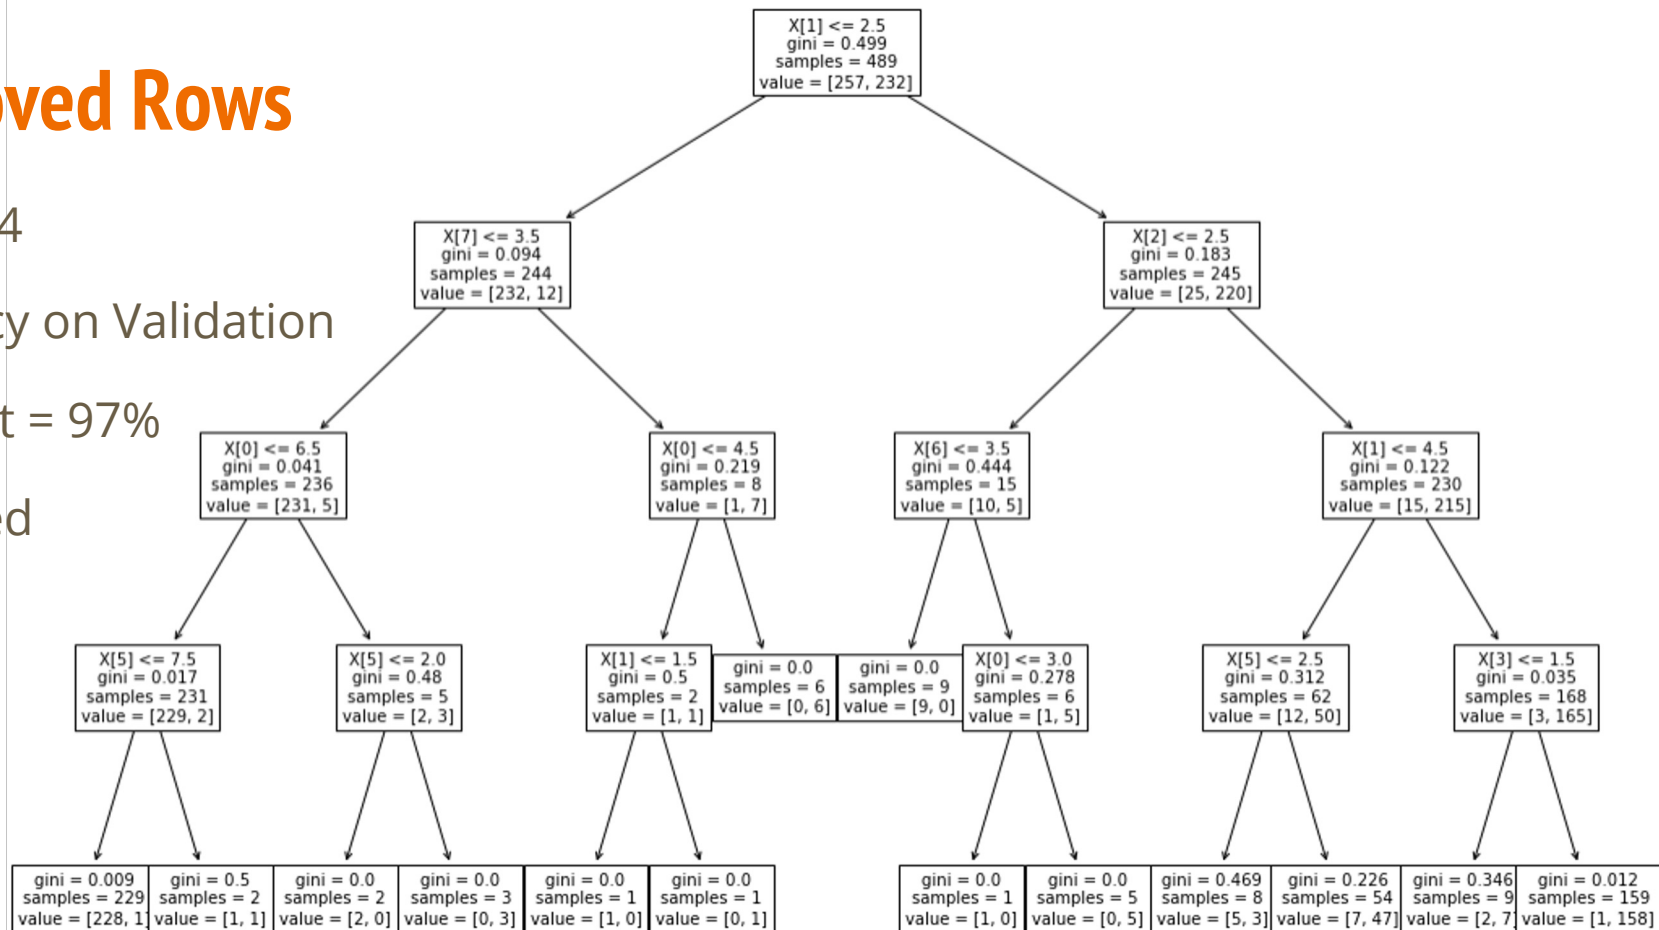 oved Rows
4
cy on Validation
t = 97%
ed
X[1] <= 2.5
gini = 0.499
samples = 489
value = [257, 232]
X[7] <= 3.5
gini = 0.094
samples = 244
value = [232, 12]
X[2] <= 2.5
gini = 0.183
samples = 245
value = [25, 220]
X[0] <= 6.5
gini = 0.041
samples = 236
value = [231, 5]
X[0] <= 4.5
gini = 0.219
samples = 8
value = [1, 7]
X[6] <= 3.5
gini = 0.444
samples = 15
value = [10, 5]
X[1] <= 4.5
gini = 0.122
samples = 230
value = [15, 215]
X[5] <= 7.5
gini = 0.017
samples = 231
value = [229, 2]
X[5] <= 2.0
gini = 0.48
samples = 5
value = [2, 3]
X[1] <= 1.5
gini = 0.5
samples = 2
value = [1, 1]
gini = 0.0
samples = 6
value = [0, 6]
gini = 0.0
samples = 9
value = [9, 0]
X[0] <= 3.0
gini = 0.278
samples = 6
value = [1, 5]
X[5] <= 2.5
gini = 0.312
samples = 62
value = [12, 50]
X[3] <= 1.5
gini = 0.035
samples = 168
value = [3, 165]
gini = 0.009
samples = 229
value = [228, 1]
gini = 0.5
samples = 2
value = [1, 1]
gini = 0.0
samples = 2
value = [2, 0]
gini = 0.0
samples = 3
value = [0, 3]
gini = 0.0
samples = 1
value = [1, 0]
gini = 0.0
samples = 1
value = [0, 1]
gini = 0.0
samples = 1
value = [1, 0]
gini = 0.0
samples = 5
value = [0, 5]
gini = 0.469
samples = 8
value = [5, 3]
gini = 0.226
samples = 54
value = [7, 47]
gini = 0.346
samples = 9
value = [2, 7]
gini = 0.012
samples = 159
value = [1, 158]